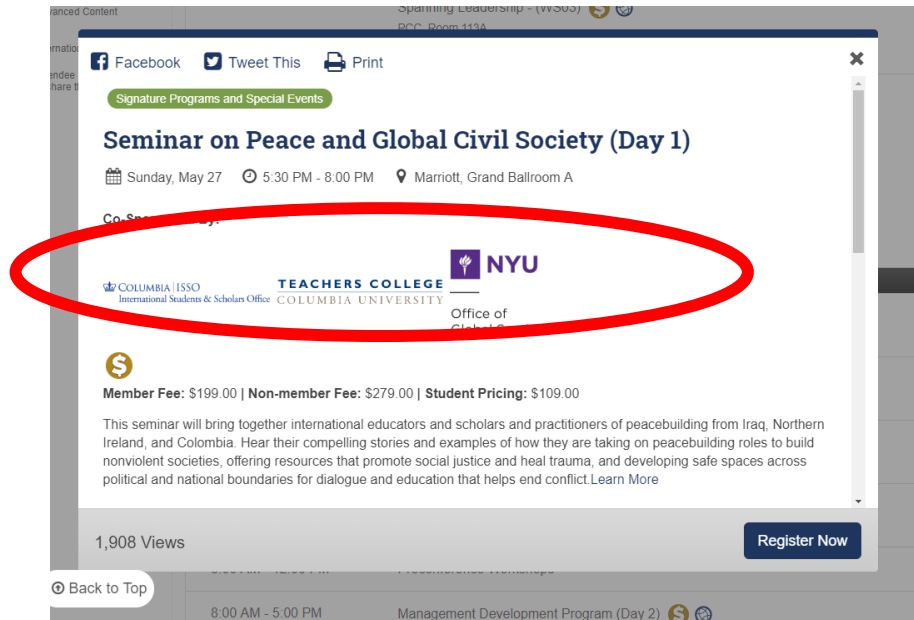 vanced Content
Spanning Leadership - (WS03)
PCC, Room 113A
Facebook Tweet This Print
Signature Programs and Special Events
Seminar on Peace and Global Civil Society (Day 1)
Sunday, May 27 5:30 PM - 8:00 PM Marriott, Grand Ballroom A
COLUMBIA | ISSO
International Students & Scholars Office
TEACHERS COLLEGE
COLUMBIA UNIVERSITY
NYU
Office of
Member Fee: $199.00 | Non-member Fee: $279.00 | Student Pricing: $109.00
This seminar will bring together international educators and scholars and practitioners of peacebuilding from Iraq, Northern
Ireland, and Colombia. Hear their compelling stories and examples of how they are taking on peacebuilding roles to build
nonviolent societies, offering resources that promote social justice and heal trauma, and developing safe spaces across
political and national boundaries for dialogue and education that helps end conflict.Learn More
1,908 Views
Register Now
Back to Top
8:00 AM - 5:00 PM Management Development Program (Day 2)